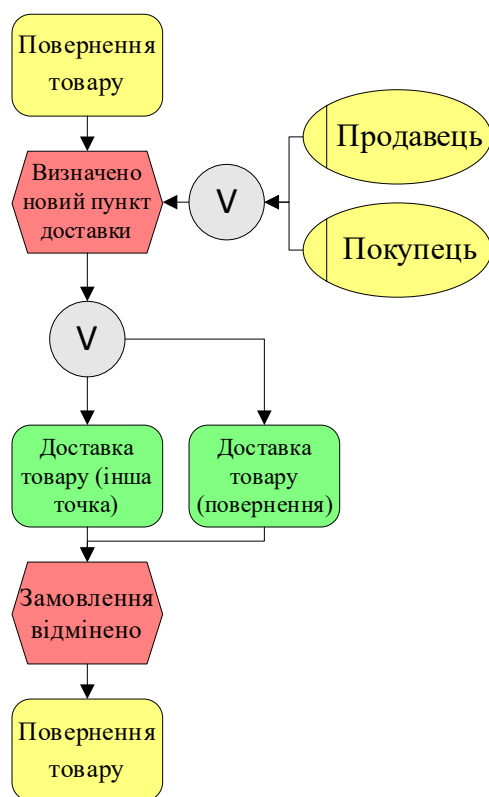 Повернення
товару
Продавець
Визначено
новий пункт
доставки
V
Покупець
V
Доставка
товару (інша
точка)
Доставка
товару
(повернення)
Замовлення
відмінено
Повернення
товару